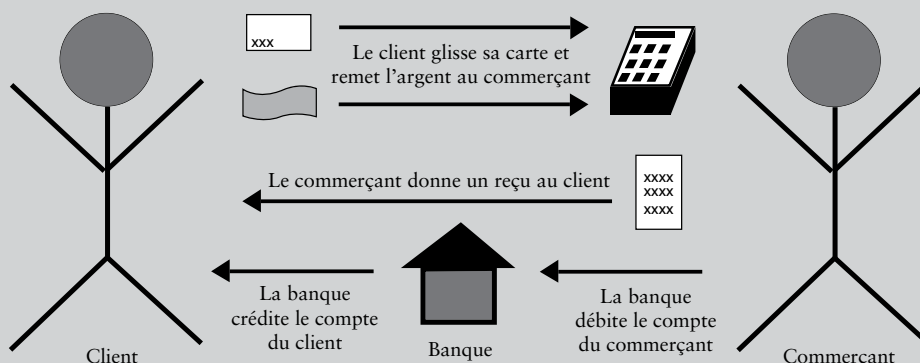 xxx
Le client glisse sa carte et
remet l'argent au commerçant
Le commerçant donne un reçu au client
xxxx
xxxx
xxxx
La banque
crédite le compte
du client
Banque
La banque
débite le compte
du commerçant
Client
Commerçant